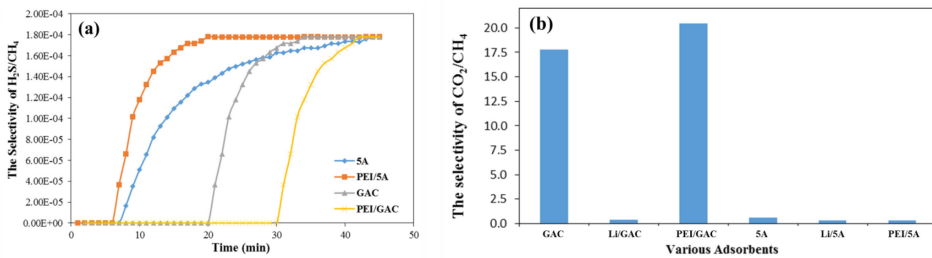 (a)
The Selectivity of H₂S/CH₄
2.00E-04
1.80E-04
1.60E-04
1.40E-04
1.20E-04
1.00E-04
8.00E-05
6.00E-05
4.00E-05
2.00E-05
0.00E+00
0
10
20
30
40
50
Time (min)
5A
PEI/5A
GAC
PEI/GAC
(b)
The selectivity of CO₂/CH₄
20.0
17.5
15.0
12.5
10.0
7.5
5.0
2.5
0.0
GAC
Li/GAC
PEI/GAC
5A
Li/5A
PEI/5A
Various Adsorbents